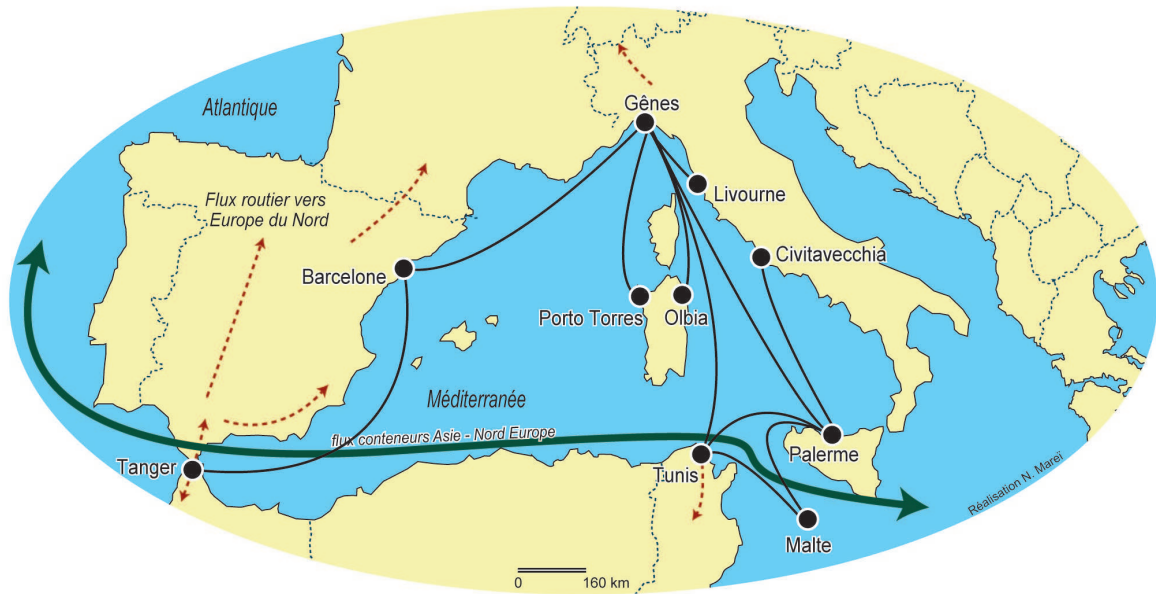 Gênes
Atlantique
Livourne
Flux routier vers
Europe du Nord
Civitavecchia
Barcelone
Porto Torres
Olbia
Méditerranée
flux conteneurs Asie - Nord Europe
Palerme
Tanger
Tunis
Réalisation N. Mareï
Malte
0 160 km